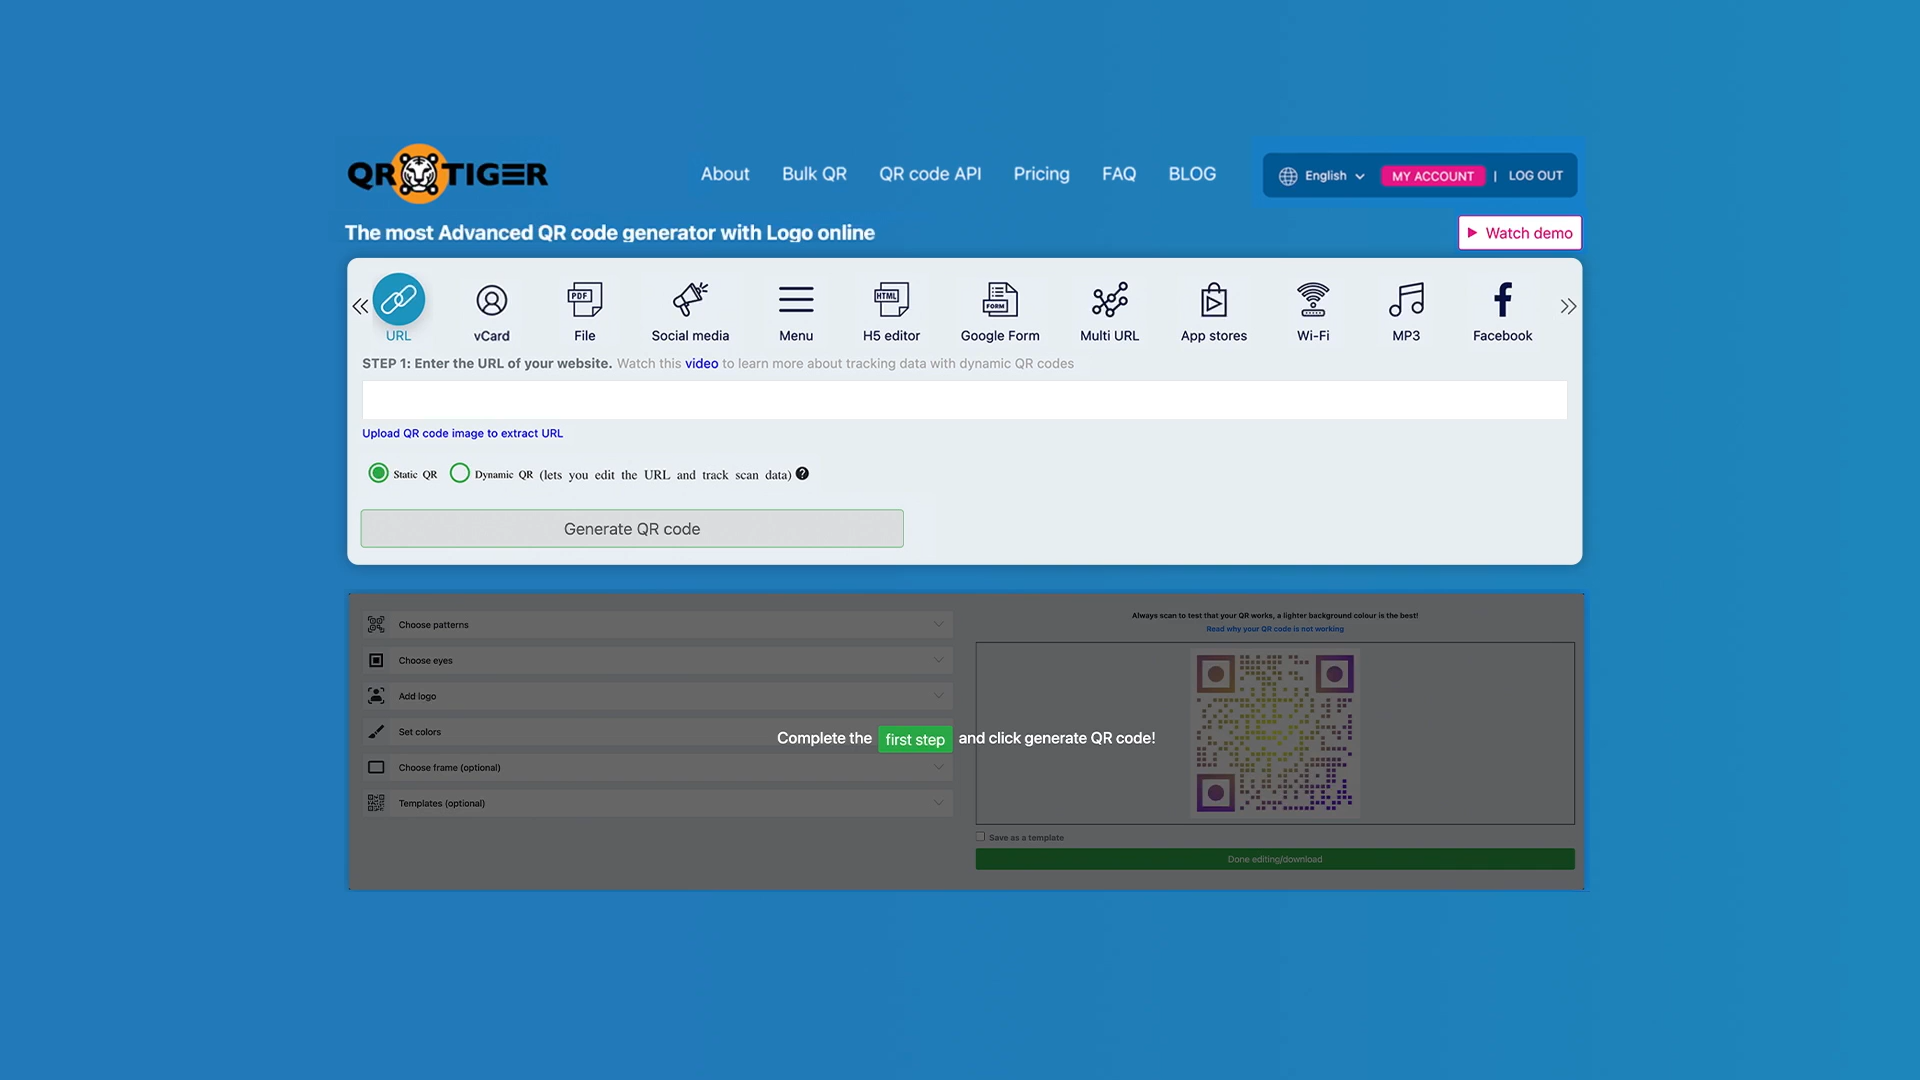 QR TIGER
About Bulk QR QR code API Pricing FAQ BLOG English MY ACCOUNT | LOG OUT
The most Advanced QR code generator with Logo online
Watch demo
PDF HTML FORM
URL vCard File Social media Menu H5 editor Google Form Multi URL App stores Wi-Fi MP3 Facebook
STEP 1: Enter the URL of your website. Watch this video to learn more about tracking data with dynamic QR codes
Upload QR code image to extract URL
Static QR Dynamic QR (lets you edit the URL and track scan data) ?
Generate QR code
Choose patterns
Choose eyes
Add logo
Set colors
Choose frame (optional)
Templates (optional)
Complete the first step and click generate QR code!
Always scan to test that your QR works, a lighter background colour is the best!
Read why your QR code is not working
Save as a template
Done editing/download